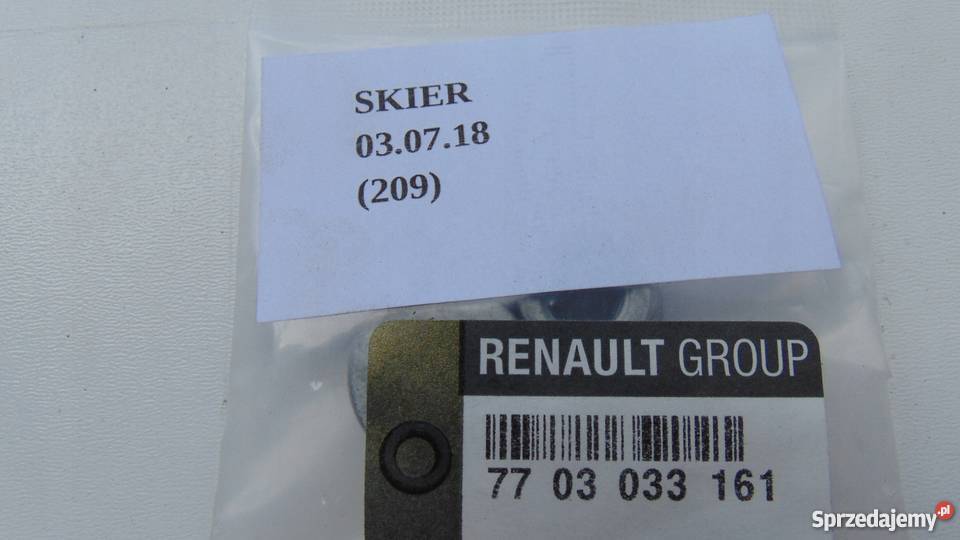 SKIER
03.07.18
(209)
RENAULT GROUP
77 03 033 161
Sprzedajemy.pl